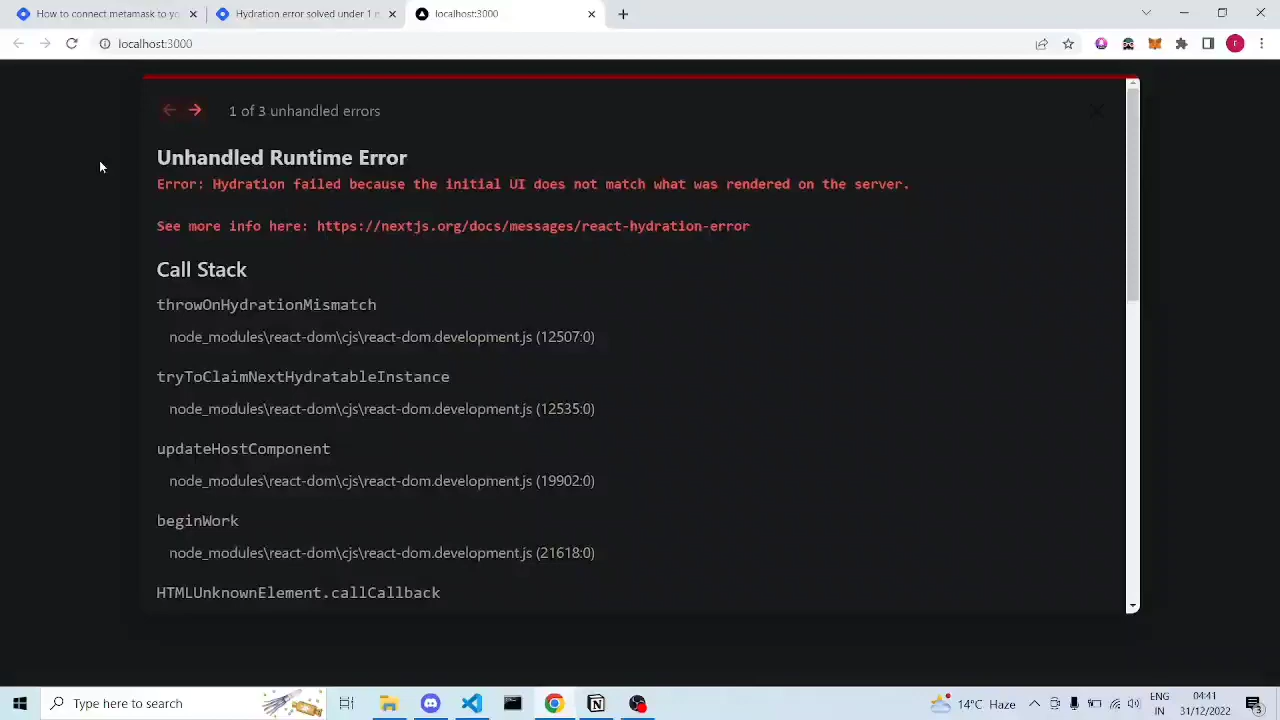 How to connect metamask to yo
Hydration error solved under 1 m
localhost:3000
localhost:3000
1 of 3 unhandled errors
Unhandled Runtime Error
Error: Hydration failed because the initial UI does not match what was rendered on the server.
See more info here: https://nextjs.org/docs/messages/react-hydration-error
Call Stack
throwOnHydrationMismatch
node_modules\react-dom\cjs\react-dom.development.js (12507:0)
tryToClaimNextHydratableInstance
node_modules\react-dom\cjs\react-dom.development.js (12535:0)
updateHostComponent
node_modules\react-dom\cjs\react-dom.development.js (19902:0)
beginWork
node_modules\react-dom\cjs\react-dom.development.js (21618:0)
HTMLUnknownElement.callCallback
Type here to search
14°C Haze
ENG
IN
04:41
31/12/2022
3